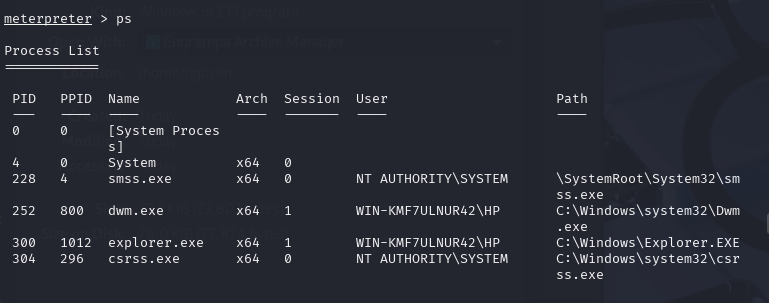 meterpreter > ps
Process List
PID PPID Name Arch Session User Path
0 0 [System Proces
s]
4 0 System x64 0
228 4 smss.exe x64 0 NT AUTHORITY\SYSTEM \SystemRoot\System32\sm
ss.exe
252 800 dwm.exe x64 1 WIN-KMF7ULNUR42\HP C:\Windows\system32\Dwm
.exe
300 1012 explorer.exe x64 1 WIN-KMF7ULNUR42\HP C:\Windows\Explorer.EXE
304 296 csrss.exe x64 0 NT AUTHORITY\SYSTEM C:\Windows\system32\csr
ss.exe